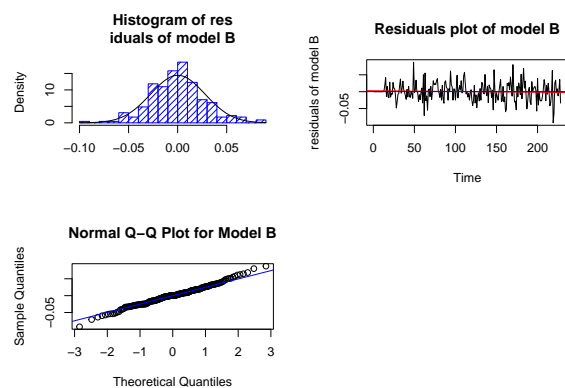 Histogram of res
iduals of model B
Density
0
10
−0.10
−0.05
0.00
0.05
Residuals plot of model B
residuals of model B
−0.05
0
50
100
150
200
Time
Normal Q−Q Plot for Model B
Sample Quantiles
−0.05
−3
−2
−1
0
1
2
3
Theoretical Quantiles